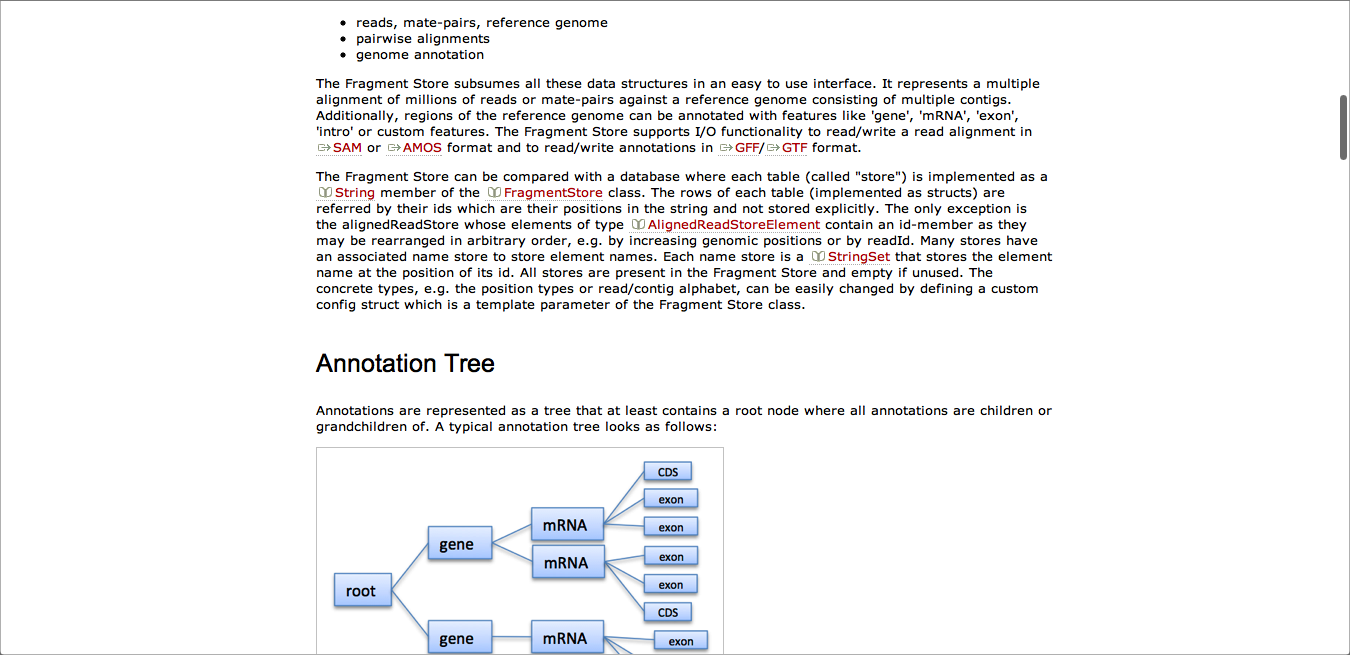 • reads, mate-pairs, reference genome
• pairwise alignments
• genome annotation
The Fragment Store subsumes all these data structures in an easy to use interface. It represents a multiple
alignment of millions of reads or mate-pairs against a reference genome consisting of multiple contigs.
Additionally, regions of the reference genome can be annotated with features like 'gene', 'mRNA', 'exon',
'intro' or custom features. The Fragment Store supports I/O functionality to read/write a read alignment in
SAM or AMOS format and to read/write annotations in GFF/ GTF format.
The Fragment Store can be compared with a database where each table (called "store") is implemented as a
String member of the FragmentStore class. The rows of each table (implemented as structs) are
referred by their ids which are their positions in the string and not stored explicitly. The only exception is
the alignedReadStore whose elements of type AlignedReadStoreElement contain an id-member as they
may be rearranged in arbitrary order, e.g. by increasing genomic positions or by readId. Many stores have
an associated name store to store element names. Each name store is a StringSet that stores the element
name at the position of its id. All stores are present in the Fragment Store and empty if unused. The
concrete types, e.g. the position types or read/contig alphabet, can be easily changed by defining a custom
config struct which is a template parameter of the Fragment Store class.
Annotation Tree
Annotations are represented as a tree that at least contains a root node where all annotations are children or
grandchildren of. A typical annotation tree looks as follows:
CDS
exon
mRNA
exon
gene
exon
mRNA
exon
root
CDS
gene
mRNA
exon